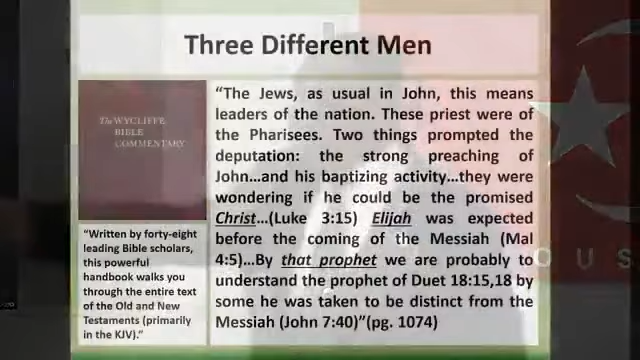 Three Different Men
The WYCLIFFE
BIBLE
COMMENTARY
“Written by forty-eight
leading Bible scholars,
this powerful
handbook walks you
through the entire text
of the Old and New
Testaments (primarily
in the KJV).”
“The Jews, as usual in John, this means
leaders of the nation. These priest were of
the Pharisees. Two things prompted the
deputation: the strong preaching of
John…and his baptizing activity…they were
wondering if he could be the promised
Christ…(Luke 3:15) Elijah was expected
before the coming of the Messiah (Mal
4:5)…By that prophet we are probably to
understand the prophet of Duet 18:15,18 by
some he was taken to be distinct from the
Messiah (John 7:40)”(pg. 1074)
O U S